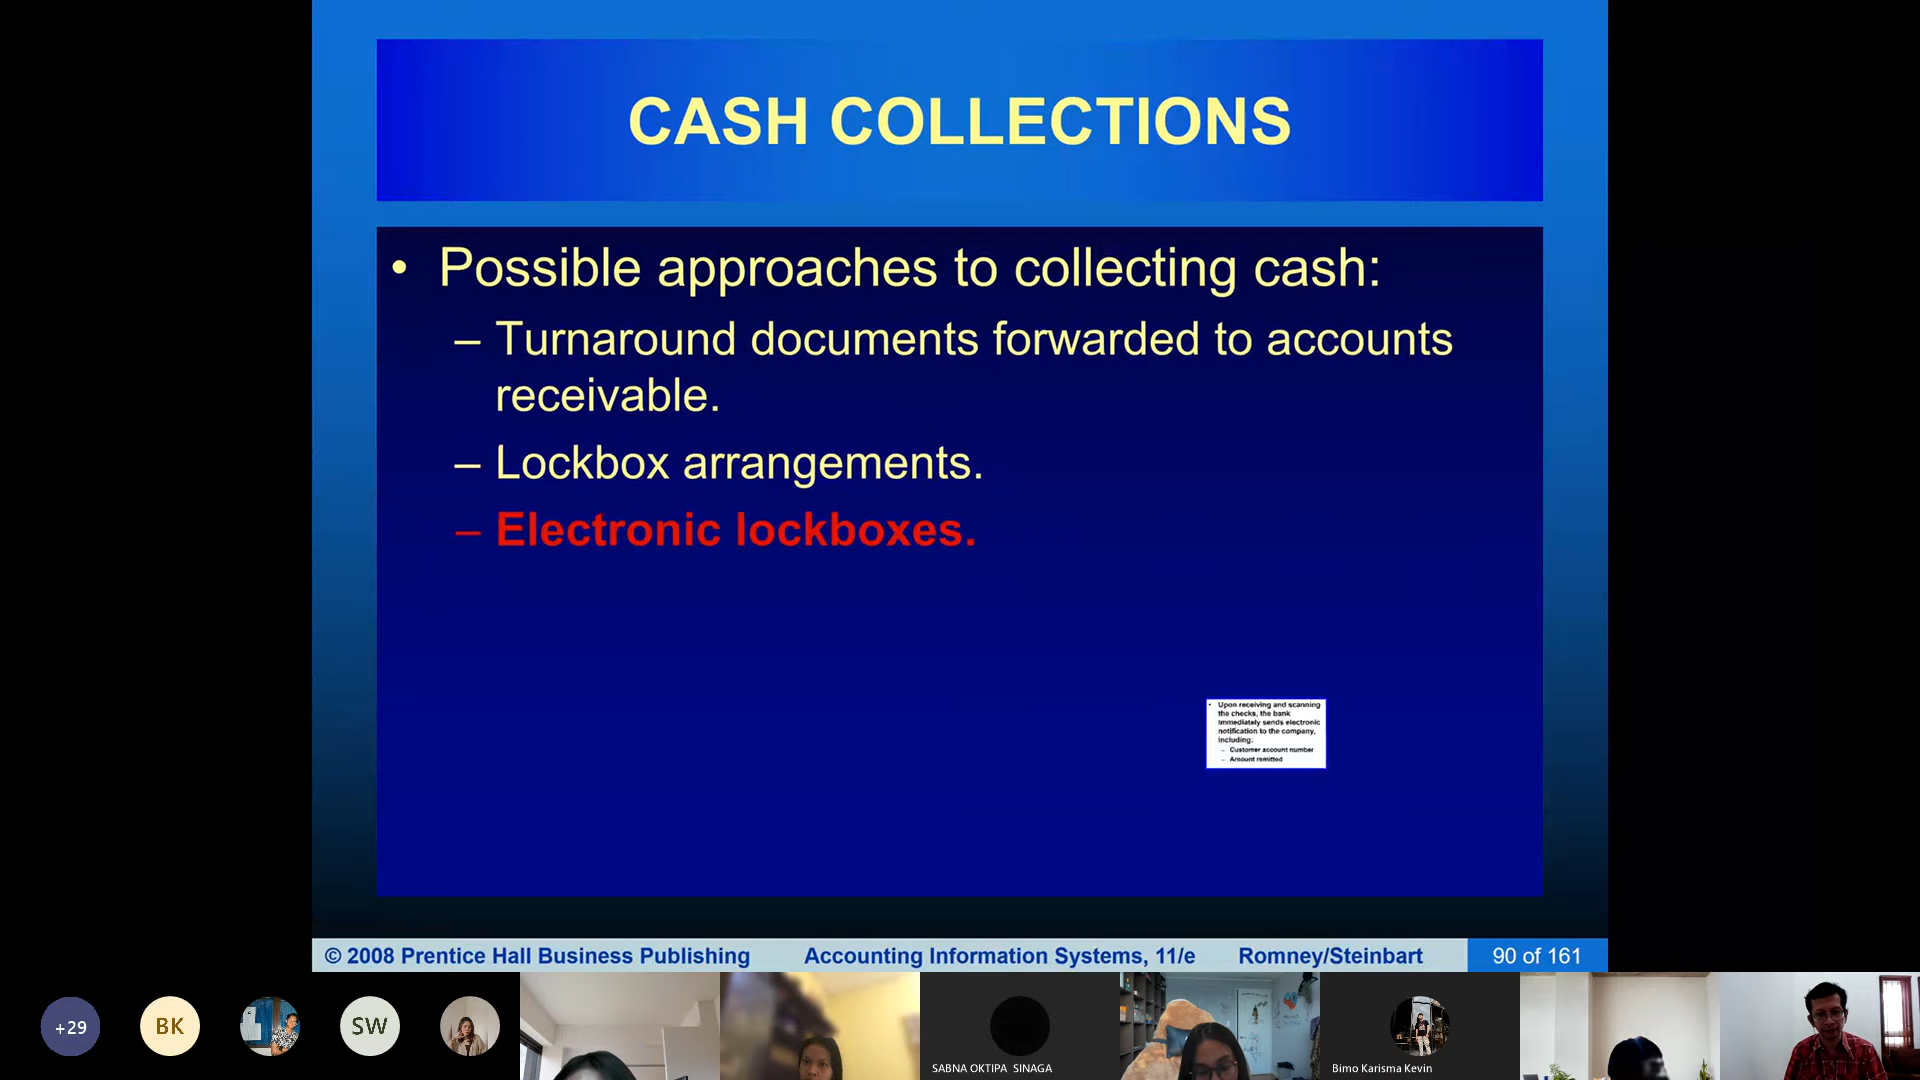 CASH COLLECTIONS
• Possible approaches to collecting cash:
– Turnaround documents forwarded to accounts
receivable.
– Lockbox arrangements.
– Electronic lockboxes.
• Upon receiving and scanning
the checks, the bank
immediately sends electronic
notification to the company,
including:
– Customer account number
– Amount remitted
© 2008 Prentice Hall Business Publishing Accounting Information Systems, 11/e Romney/Steinbart 90 of 161
+29 BK SW
SABNA OKTIPA SINAGA
Bimo Karisma Kevin